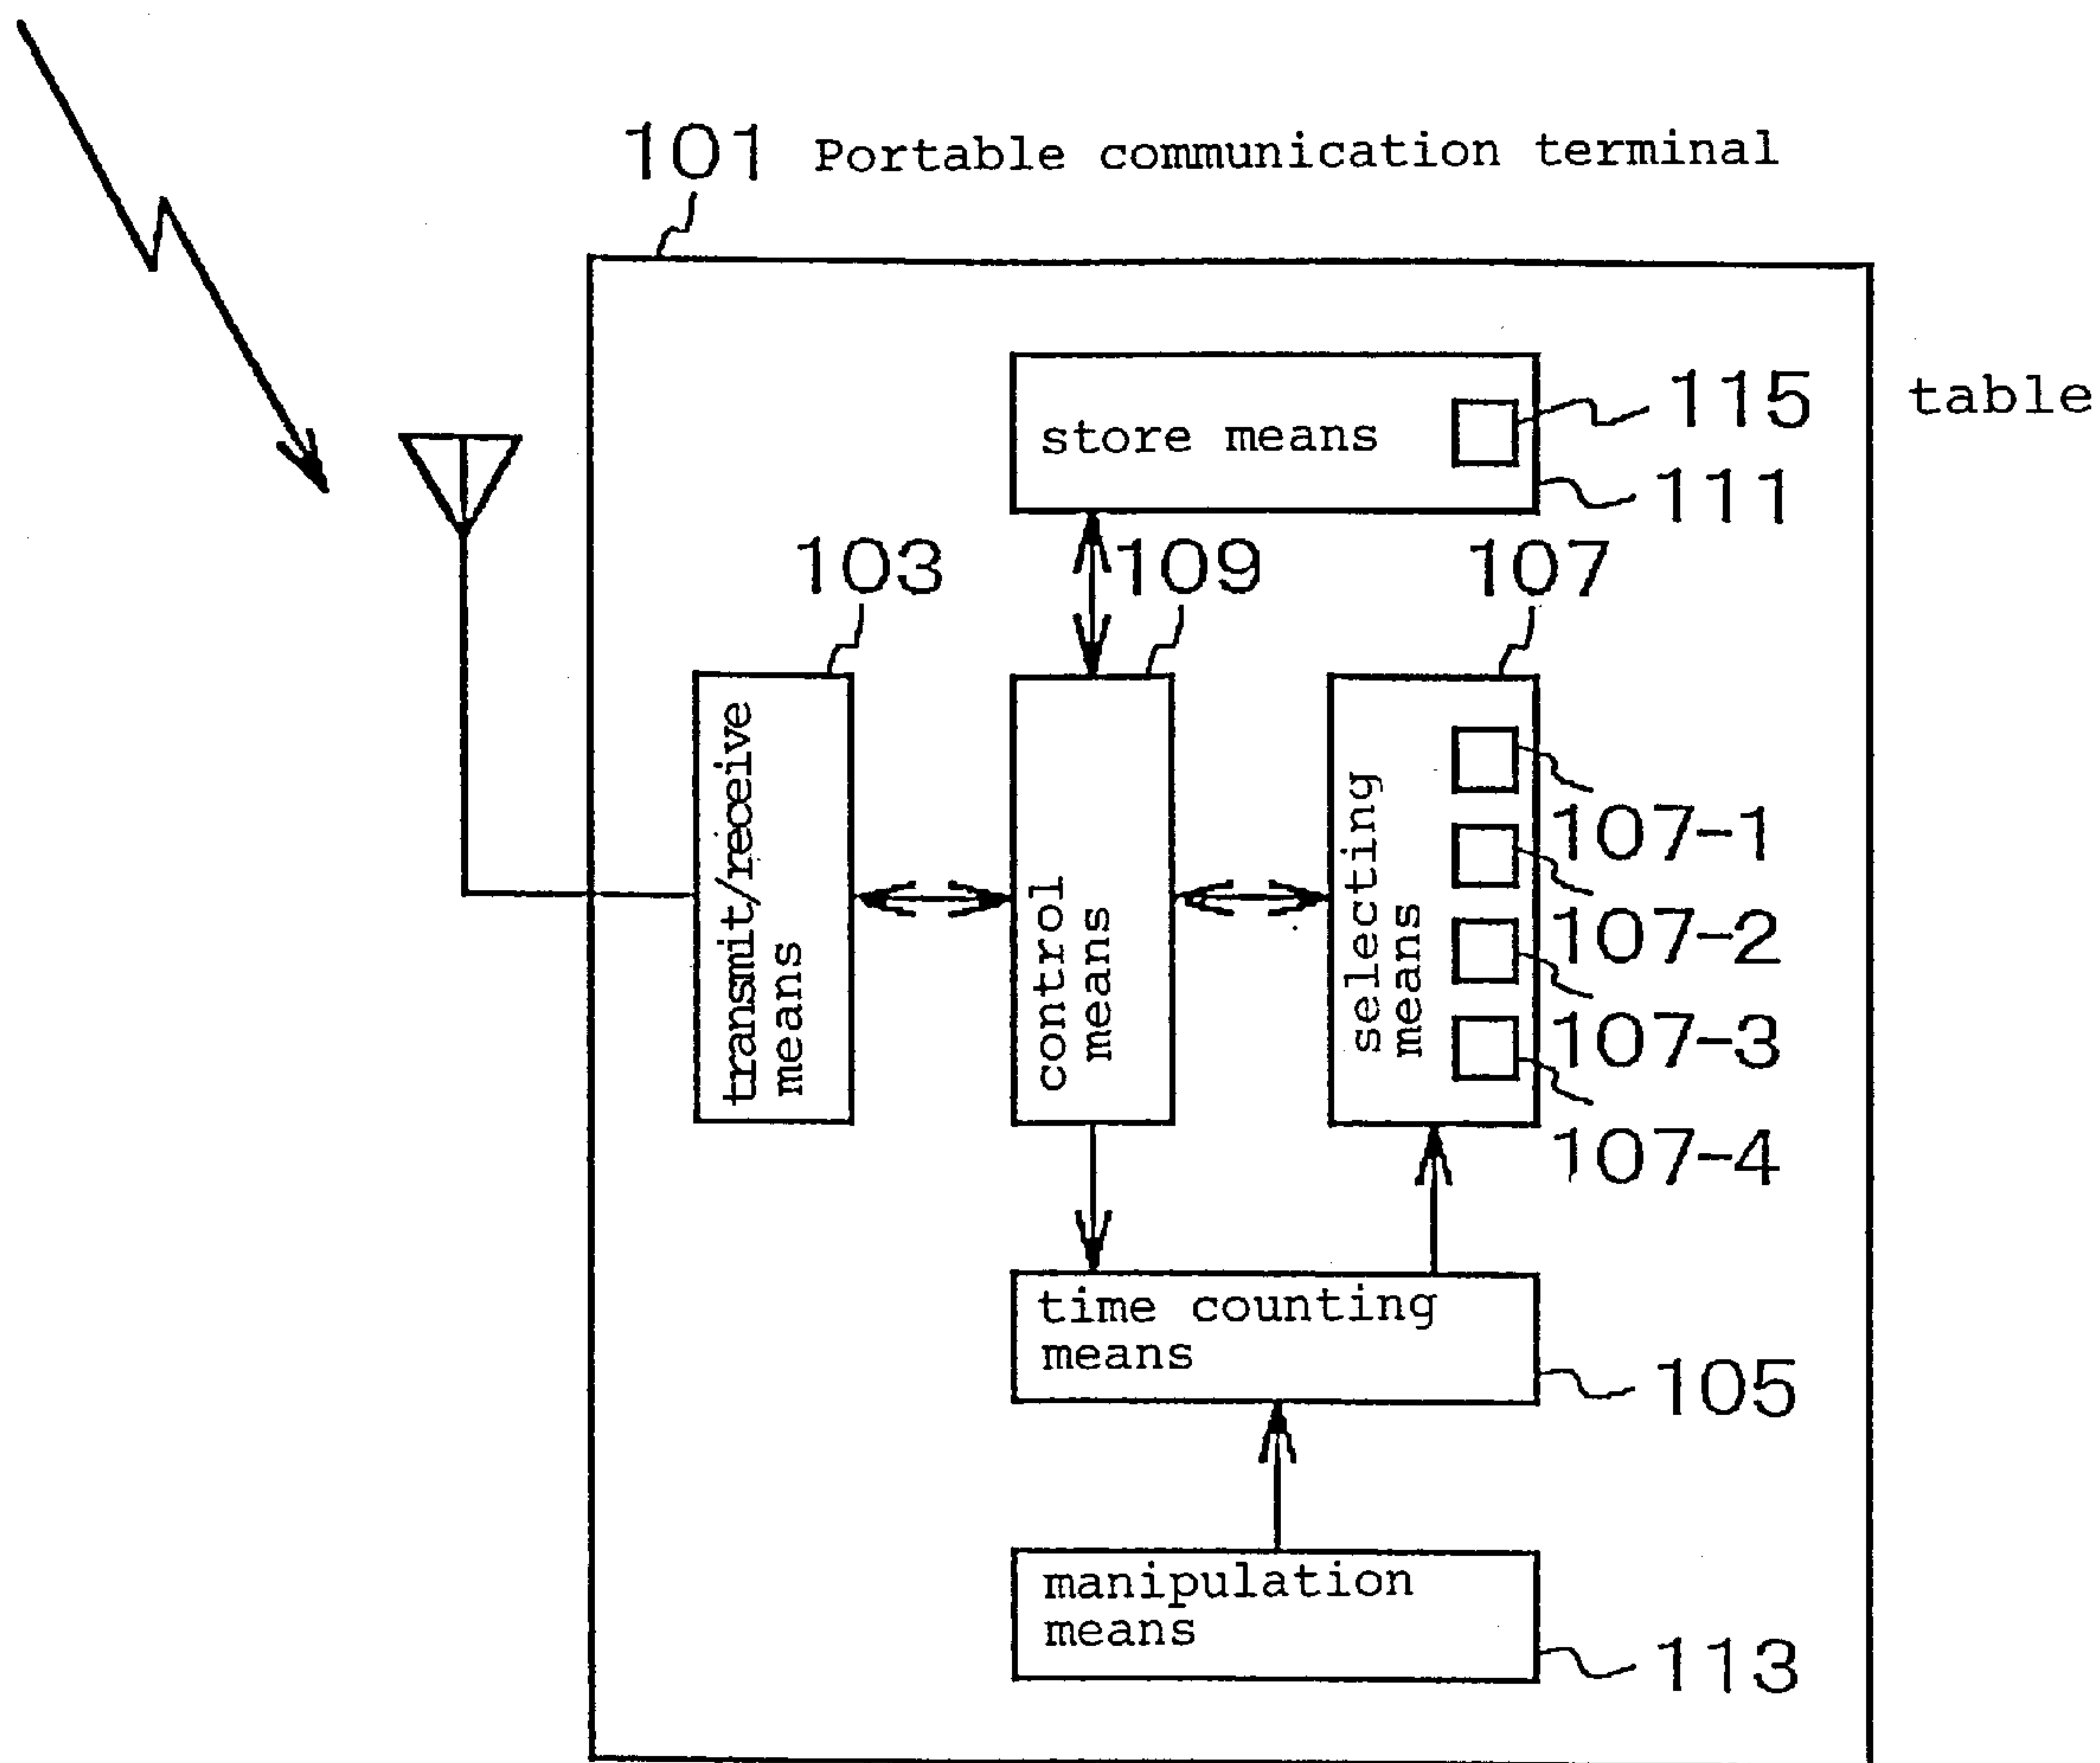 101 Portable communication terminal
store means
115 table
111
103
109
107
transmit/receive
means
control
means
selecting
means
107-1
107-2
107-3
107-4
time counting
means
105
manipulation
means
113